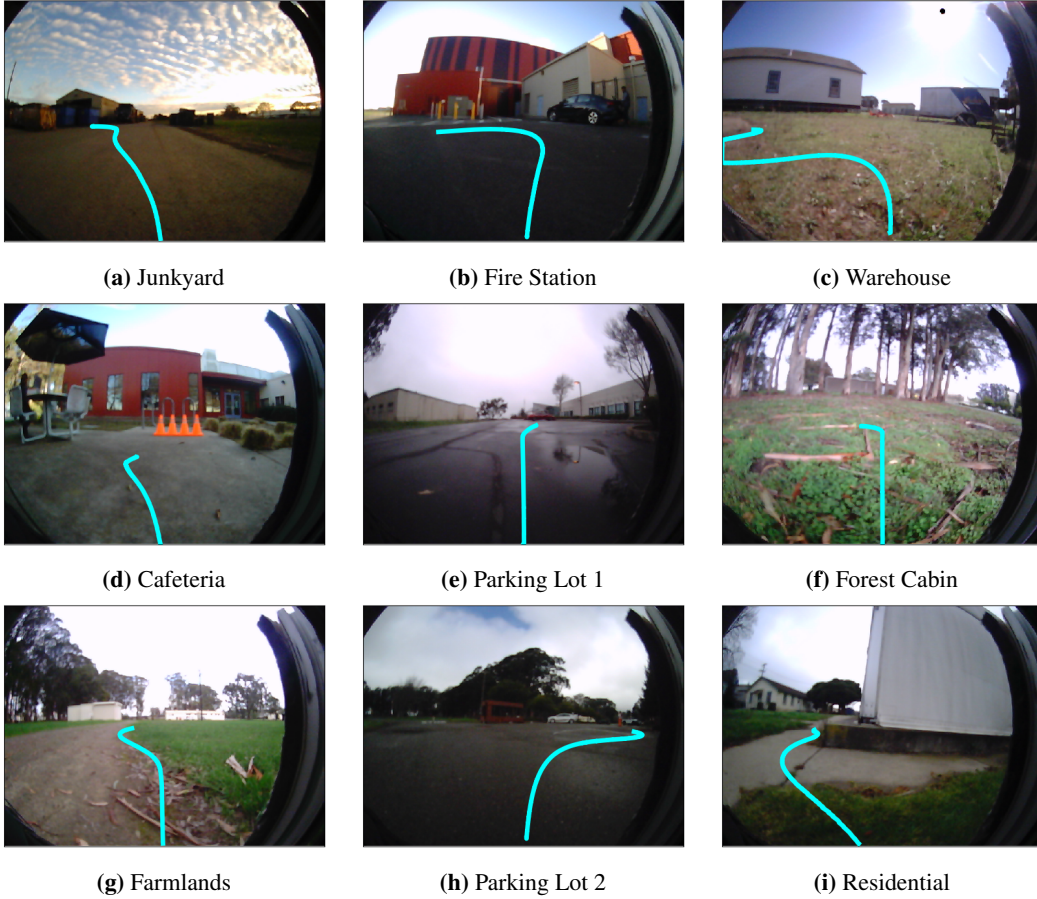 (a) Junkyard
(b) Fire Station
(c) Warehouse
(d) Cafeteria
(e) Parking Lot 1
(f) Forest Cabin
(g) Farmlands
(h) Parking Lot 2
(i) Residential